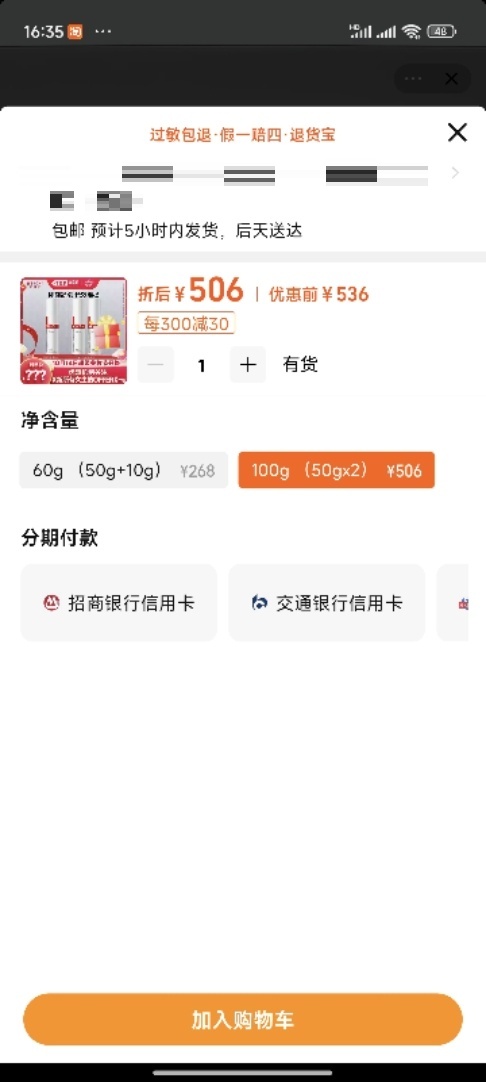 16:35 淘 ...
HD 48
过敏包退·假一赔四·退货宝
包邮 预计5小时内发货，后天送达
折后¥506 | 优惠前¥536
每300减30
1 有货
???
净含量
60g （50g+10g） ¥268
100g （50gx2） ¥506
分期付款
招商银行信用卡
交通银行信用卡
加入购物车